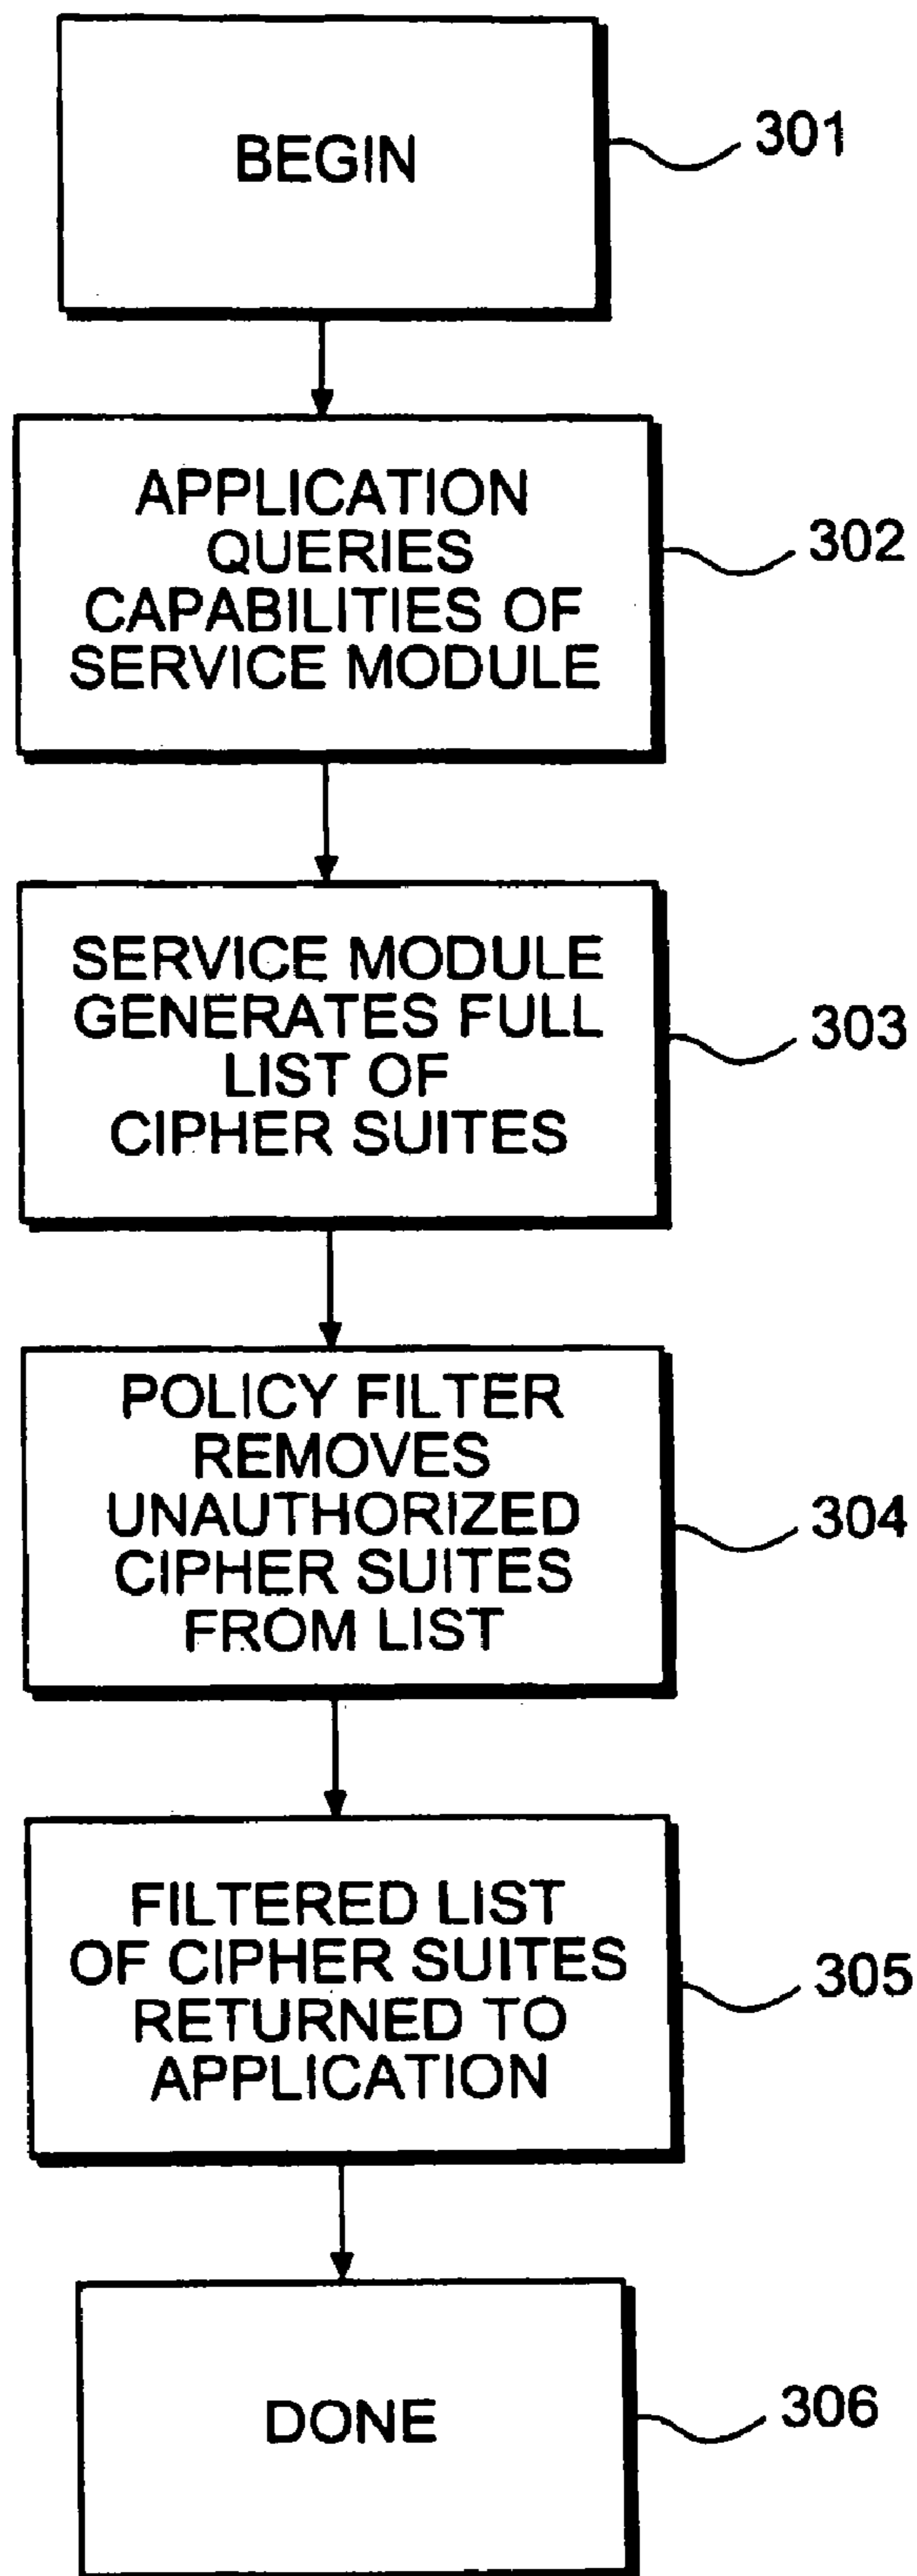 BEGIN
301
APPLICATION
QUERIES
CAPABILITIES OF
SERVICE MODULE
302
SERVICE MODULE
GENERATES FULL
LIST OF
CIPHER SUITES
303
POLICY FILTER
REMOVES
UNAUTHORIZED
CIPHER SUITES
FROM LIST
304
FILTERED LIST
OF CIPHER SUITES
RETURNED TO
APPLICATION
305
DONE
306